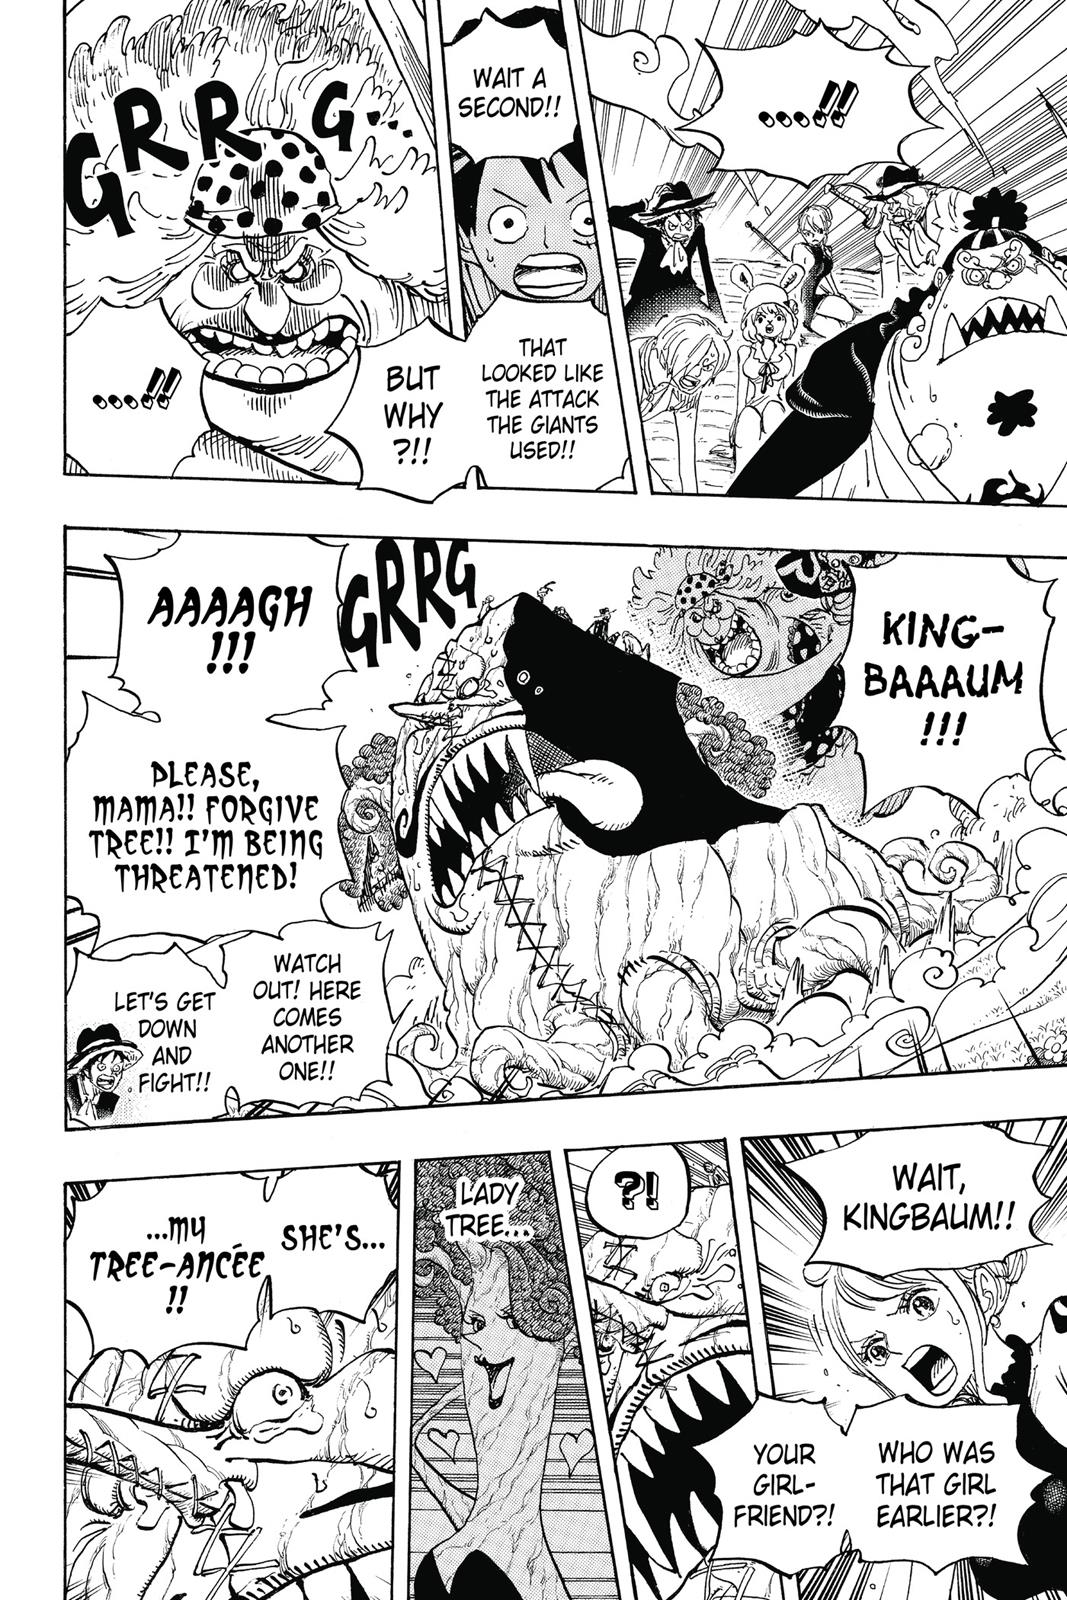 ....!!
WAIT A
SECOND!!
THAT
LOOKED LIKE
THE ATTACK
THE GIANTS
USED!!
BUT
WHY
?!!
GRRG...
....!!
KING-
BAAAUM
!!!
GRRG
AAAAGH
!!!
PLEASE,
MAMA!! FORGIVE
TREE!! I'M BEING
THREATENED!
WATCH
OUT! HERE
COMES
ANOTHER
ONE!!
LET'S GET
DOWN
AND
FIGHT!!
WAIT,
KINGBAUM!!
WHO WAS
THAT GIRL
EARLIER?!
YOUR
GIRL-
FRIEND?!
?!
LADY
TREE...
SHE'S...
...MY
TREE-ANCÉE
!!